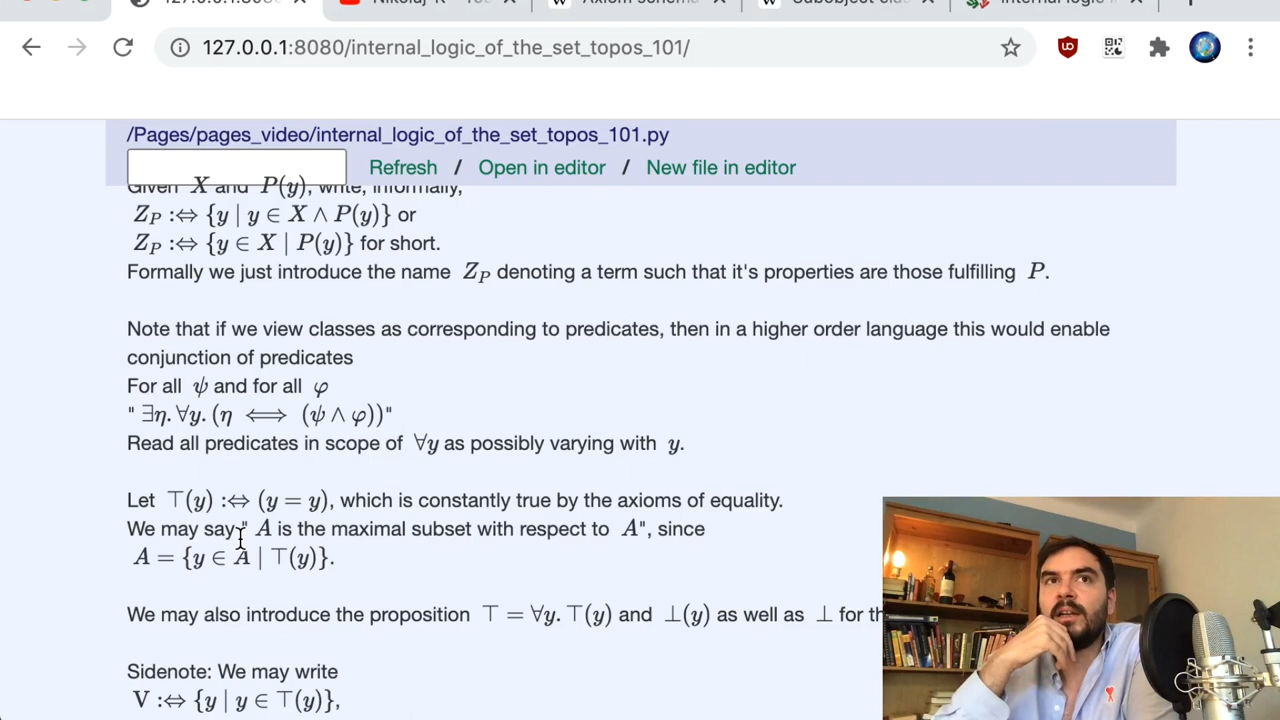 127.0.0.1:8080/internal_logic_of_the_set_topos_101/
/Pages/pages_video/internal_logic_of_the_set_topos_101.py
Refresh / Open in editor / New file in editor
Given X and P(y), write, informally,
Z_P :⇔ {y | y ∈ X ∧ P(y)} or
Z_P :⇔ {y ∈ X | P(y)} for short.
Formally we just introduce the name Z_P denoting a term such that it's properties are those fulfilling P.
Note that if we view classes as corresponding to predicates, then in a higher order language this would enable
conjunction of predicates
For all ψ and for all φ
" ∃η. ∀y. (η ⟺ (ψ ∧ φ))"
Read all predicates in scope of ∀y as possibly varying with y.
Let ⊤(y) :⇔ (y = y), which is constantly true by the axioms of equality.
We may say " A is the maximal subset with respect to A", since
A = {y ∈ A | ⊤(y)}.
We may also introduce the proposition ⊤ = ∀y. ⊤(y) and ⊥(y) as well as ⊥ for
Sidenote: We may write
V :⇔ {y | y ∈ ⊤(y)},